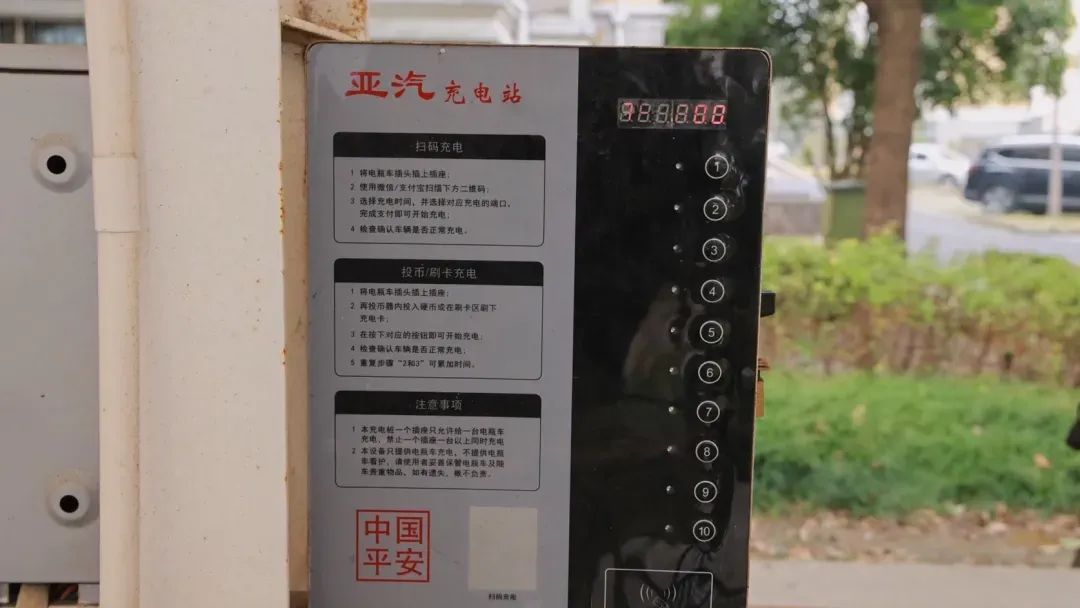 亚汽充电站
扫码充电
1 将电瓶车插头插上插座；
2 使用微信/支付宝扫描下方二维码；
3 选择充电时间，并选择对应充电的端口，
完成支付即可开始充电；
4 检查确认车辆是否正常充电。
投币/刷卡充电
1 将电瓶车插头插上插座；
2 再投币器内投入硬币或在刷卡区刷下
充电卡；
3 在按下对应的按钮即可开始充电；
4 检查确认车辆是否正常充电；
5 重复步骤“2和3”可累加时间。
注意事项
1 本充电桩一个插座只允许给一台电瓶车
充电，禁止一个插座一台以上同时充电
2 本设备只提供电瓶车充电，不提供电瓶
车看护，请使用者妥善保管电瓶车及随
车贵重物品，如有遗失，概不负责。
中国
平安
扫码充电
1
2
3
4
5
6
7
8
9
10